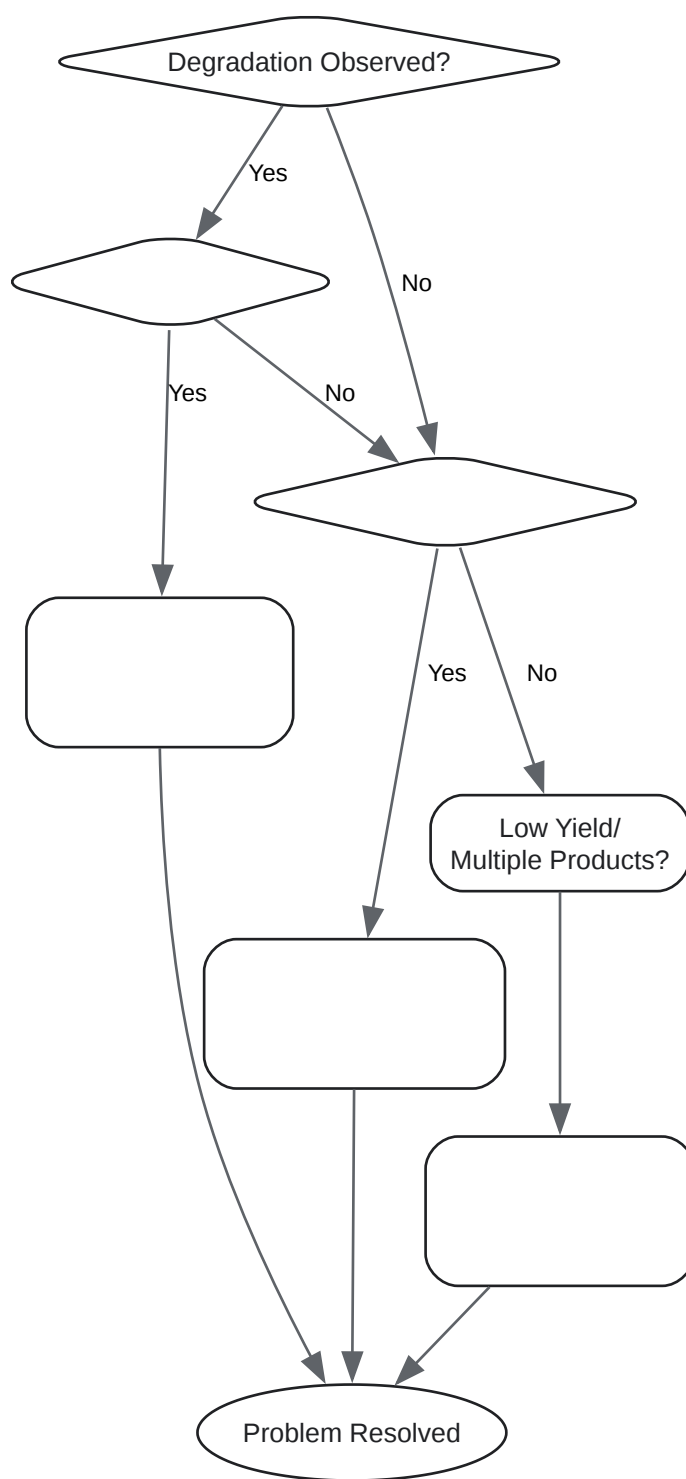 Degradation Observed?
Yes
No
Yes
No
Yes
No
Low Yield/
Multiple Products?
Problem Resolved